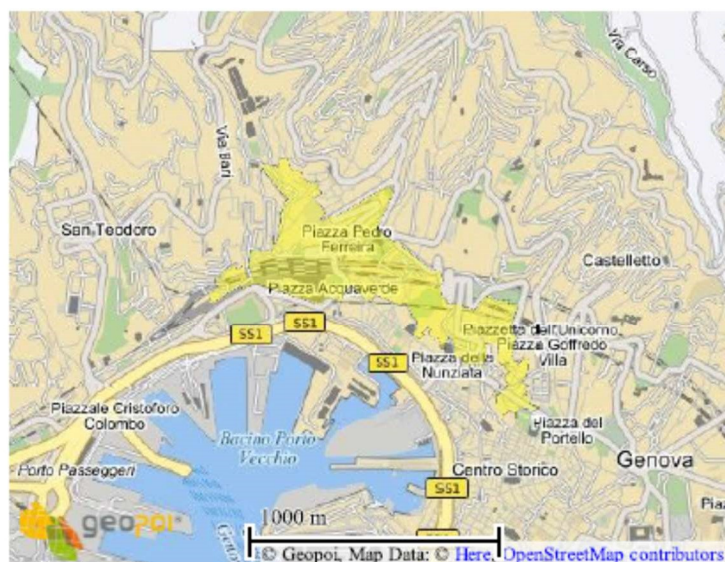 Via Carso
Via Bari
San Teodoro
Piazza Pedro
Ferreira
Castelletto
Piazza Acquaverde
SS1
SS1
Piazzetta dell'Unicorno,
Piazza Goffredo
Villa
SS1
Piazza della
Nunziata
Piazzale Cristoforo
Colombo
Piazza del
Portello
Bacino Porto
Vecchio
Porto Passeggeri
Centro Storico
Genova
SS1
geopoi
1000 m
SS1
© Geopoi, Map Data: © Here, OpenStreetMap contributors